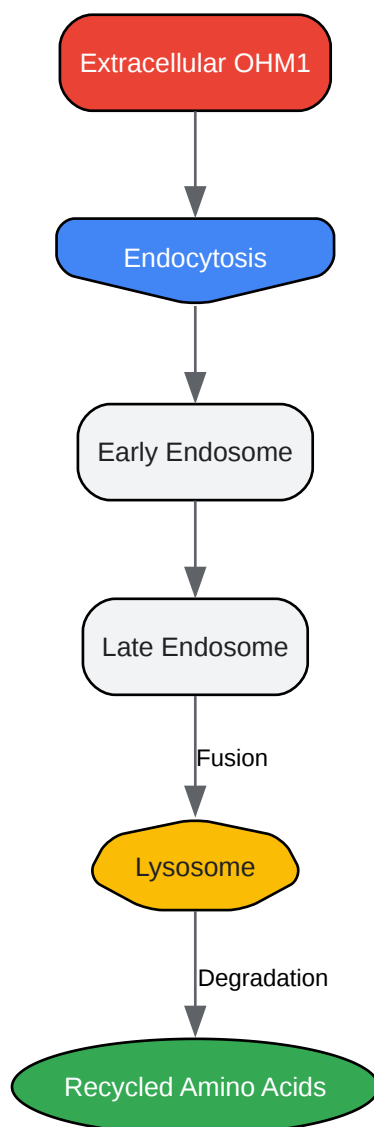 Extracellular OHM1
Endocytosis
Early Endosome
Late Endosome
Fusion
Lysosome
Degradation
Recycled Amino Acids